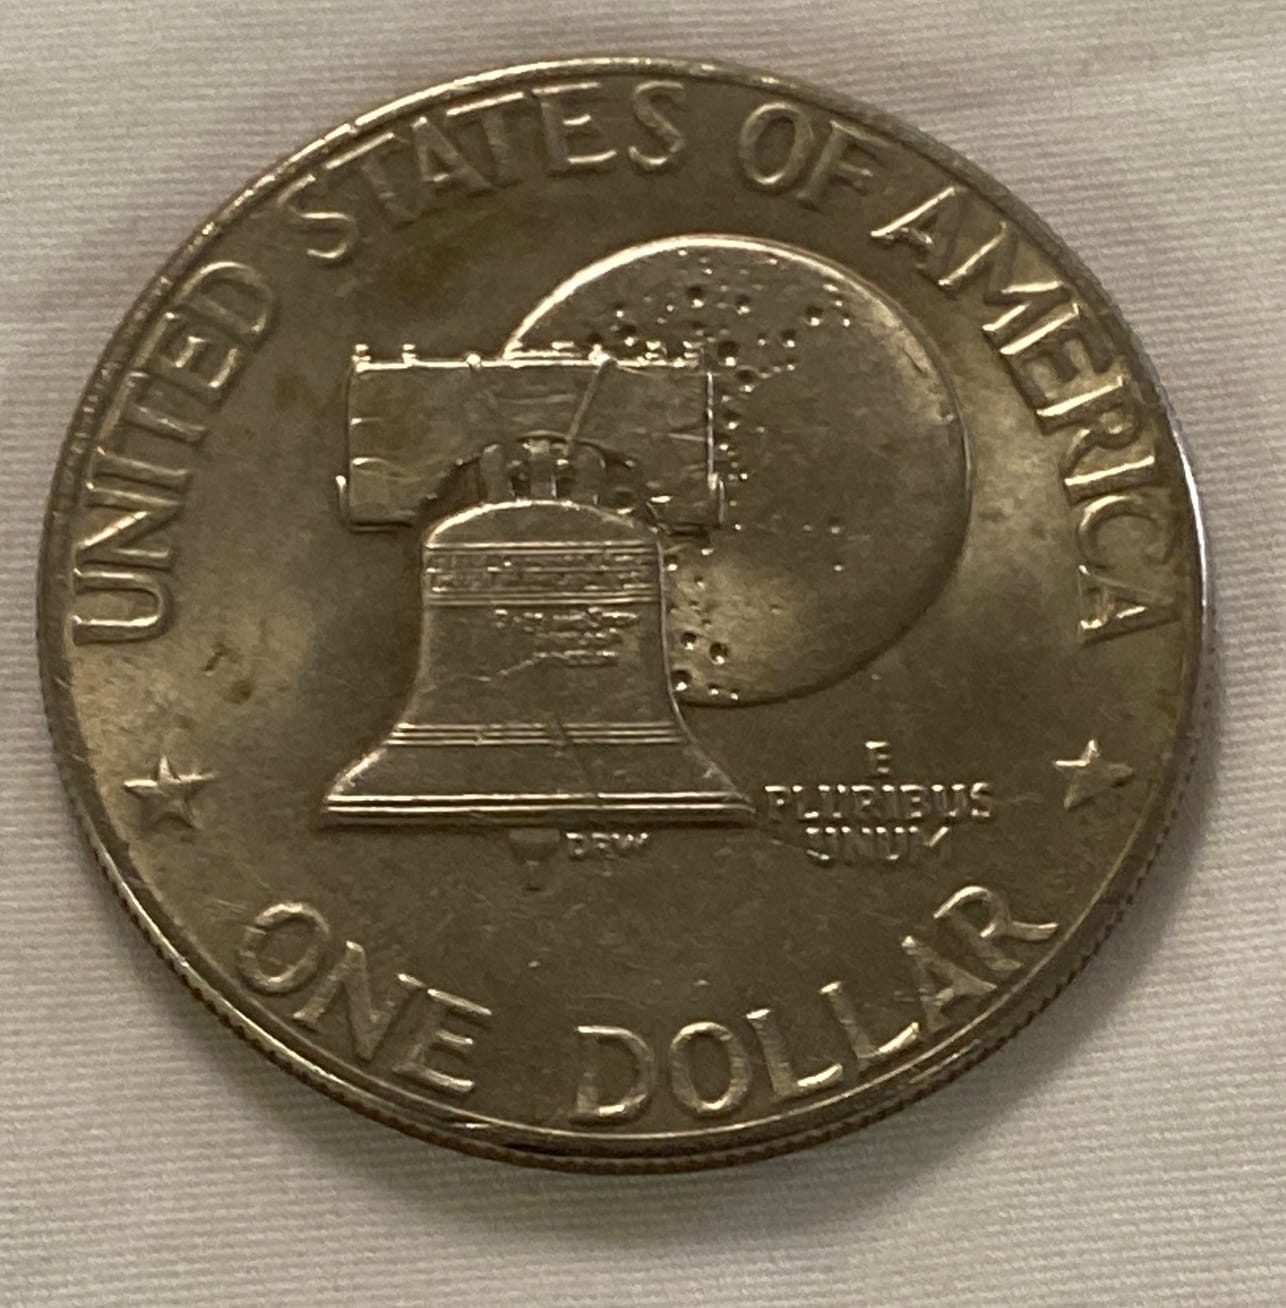 UNITED STATES OF AMERICA
E
PLURIBUS
UNUM
DRW
ONE DOLLAR